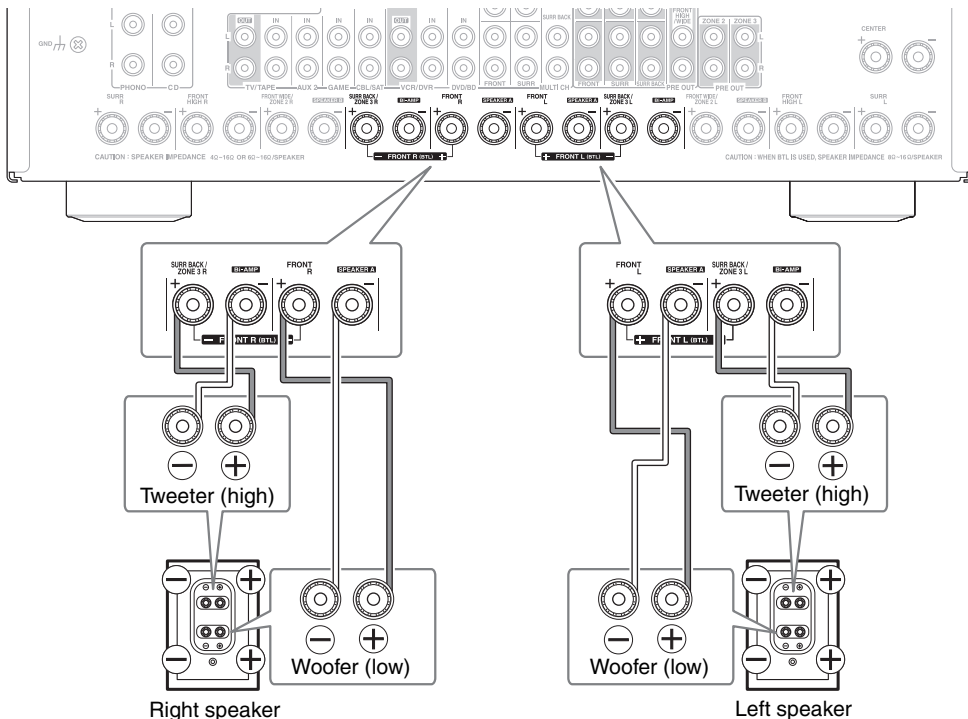 GND
L
R
PHONO
CD
OUT
IN
IN
IN
OUT
IN
IN
SURR BACK
FRONT HIGH /WIDE
ZONE 2
ZONE 3
L
R
TV/TAPE
AUX 2
GAME
CBL/SAT
VCR/DVR
DVD/BD
FRONT
SURR
MULTI CH
FRONT
SURR
SURR BACK
PRE OUT
PRE OUT
L
R
CENTER
+
−
SURR R
FRONT HIGH R
FRONT WIDE/ ZONE 2 R
SPEAKER B
SURR BACK/ ZONE 3 R
BI-AMP
FRONT R
SPEAKER A
FRONT L
SPEAKER A
SURR BACK/ ZONE 3 L
BI-AMP
FRONT WIDE/ ZONE 2 L
SPEAKER B
FRONT HIGH L
SURR L
CAUTION : SPEAKER IMPEDANCE 4Ω~16Ω OR 6Ω~16Ω/SPEAKER
− FRONT R (BTL) +
+ FRONT L (BTL) −
CAUTION : WHEN BTL IS USED, SPEAKER IMPEDANCE 8Ω~16Ω/SPEAKER
SURR BACK / ZONE 3 R
BI-AMP
FRONT R
SPEAKER A
+ − + −
− FRONT R (BTL)
FRONT L
SPEAKER A
SURR BACK / ZONE 3 L
BI-AMP
+ − + −
+ FRONT L (BTL)
− +
Tweeter (high)
− +
Tweeter (high)
− +
− +
− +
Woofer (low)
− +
Woofer (low)
− +
− +
Right speaker
Left speaker